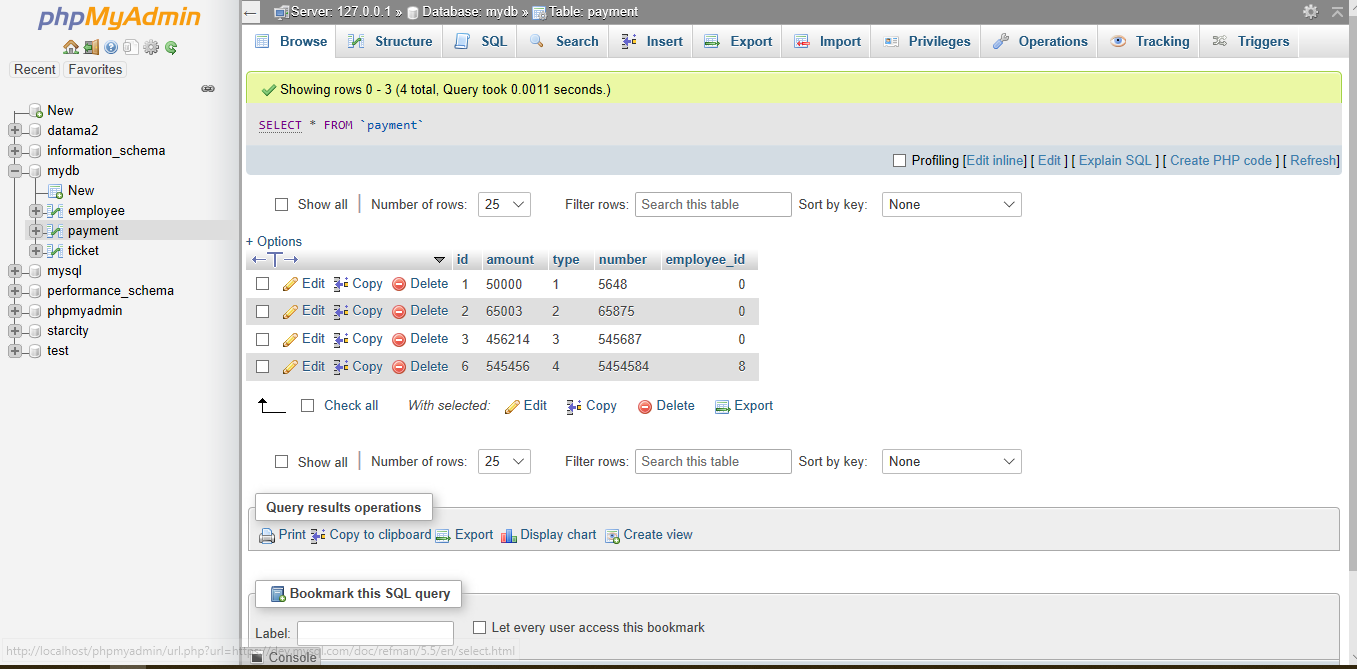 phpMyAdmin
Recent Favorites
New
datama2
information_schema
mydb
New
employee
payment
ticket
mysql
performance_schema
phpmyadmin
starcity
test
Server: 127.0.0.1 » Database: mydb » Table: payment
Browse Structure SQL Search Insert Export Import Privileges Operations Tracking Triggers
Showing rows 0 - 3 (4 total, Query took 0.0011 seconds.)
SELECT * FROM `payment`
Profiling [Edit inline] [ Edit ] [ Explain SQL ] [ Create PHP code ] [ Refresh]
Show all | Number of rows: 25 Filter rows: Search this table Sort by key: None
+ Options
←T→ id amount type number employee_id
Edit Copy Delete 1 50000 1 5648 0
Edit Copy Delete 2 65003 2 65875 0
Edit Copy Delete 3 456214 3 545687 0
Edit Copy Delete 6 545456 4 5454584 8
Check all With selected: Edit Copy Delete Export
Show all | Number of rows: 25 Filter rows: Search this table Sort by key: None
Query results operations
Print Copy to clipboard Export Display chart Create view
Bookmark this SQL query
Label: Let every user access this bookmark
http://localhost/phpmyadmin/url.php?url=https://dev.mysql.com/doc/refman/5.5/en/select.html
Console